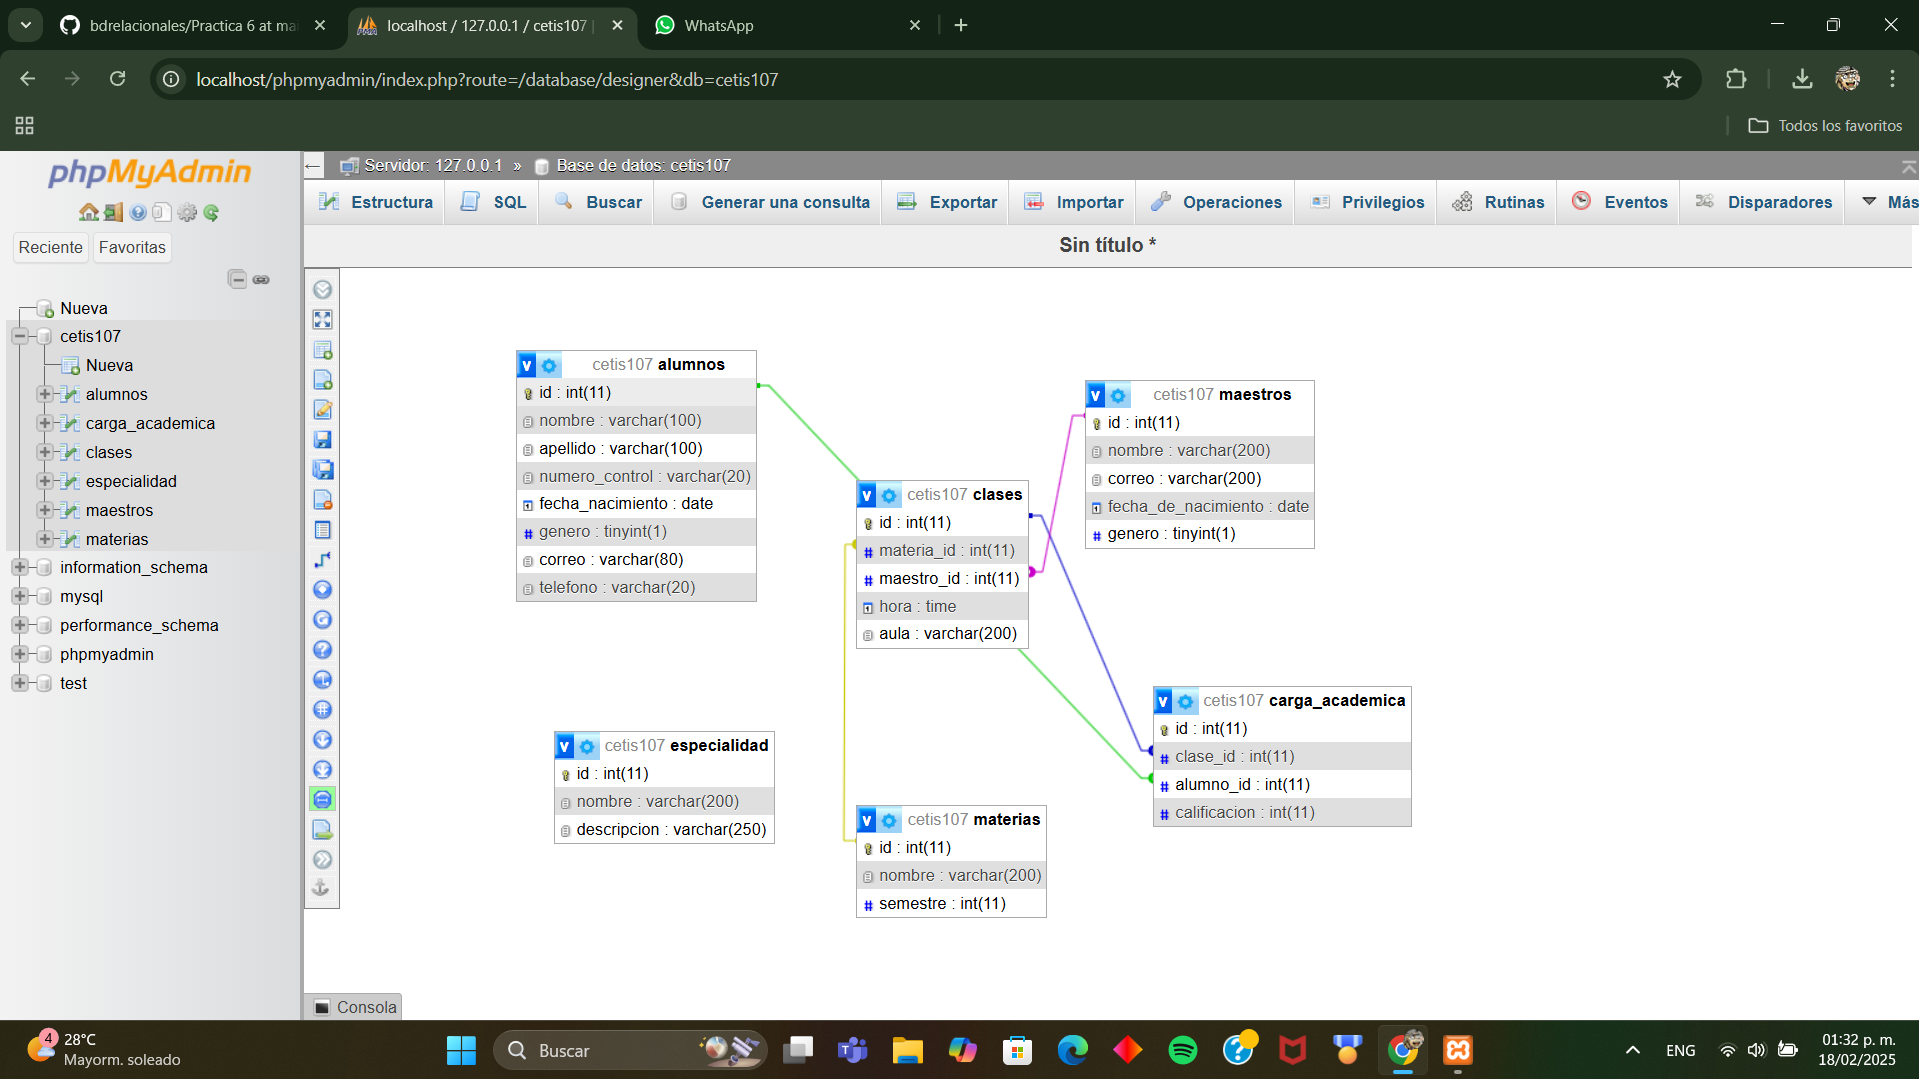 bdrelacionales/Practica 6 at mai
localhost / 127.0.0.1 / cetis107 |
WhatsApp
localhost/phpmyadmin/index.php?route=/database/designer&db=cetis107
Todos los favoritos
phpMyAdmin
Reciente
Favoritas
Nueva
cetis107
Nueva
alumnos
carga_academica
clases
especialidad
maestros
materias
information_schema
mysql
performance_schema
phpmyadmin
test
Servidor: 127.0.0.1 » Base de datos: cetis107
Estructura
SQL
Buscar
Generar una consulta
Exportar
Importar
Operaciones
Privilegios
Rutinas
Eventos
Disparadores
Más
Sin título *
cetis107 alumnos
id : int(11)
nombre : varchar(100)
apellido : varchar(100)
numero_control : varchar(20)
fecha_nacimiento : date
genero : tinyint(1)
correo : varchar(80)
telefono : varchar(20)
cetis107 maestros
id : int(11)
nombre : varchar(200)
correo : varchar(200)
fecha_de_nacimiento : date
genero : tinyint(1)
cetis107 clases
id : int(11)
materia_id : int(11)
maestro_id : int(11)
hora : time
aula : varchar(200)
cetis107 carga_academica
id : int(11)
clase_id : int(11)
alumno_id : int(11)
calificacion : int(11)
cetis107 especialidad
id : int(11)
nombre : varchar(200)
descripcion : varchar(250)
cetis107 materias
id : int(11)
nombre : varchar(200)
semestre : int(11)
Consola
4
28°C
Mayorm. soleado
Buscar
ENG
01:32 p. m.
18/02/2025